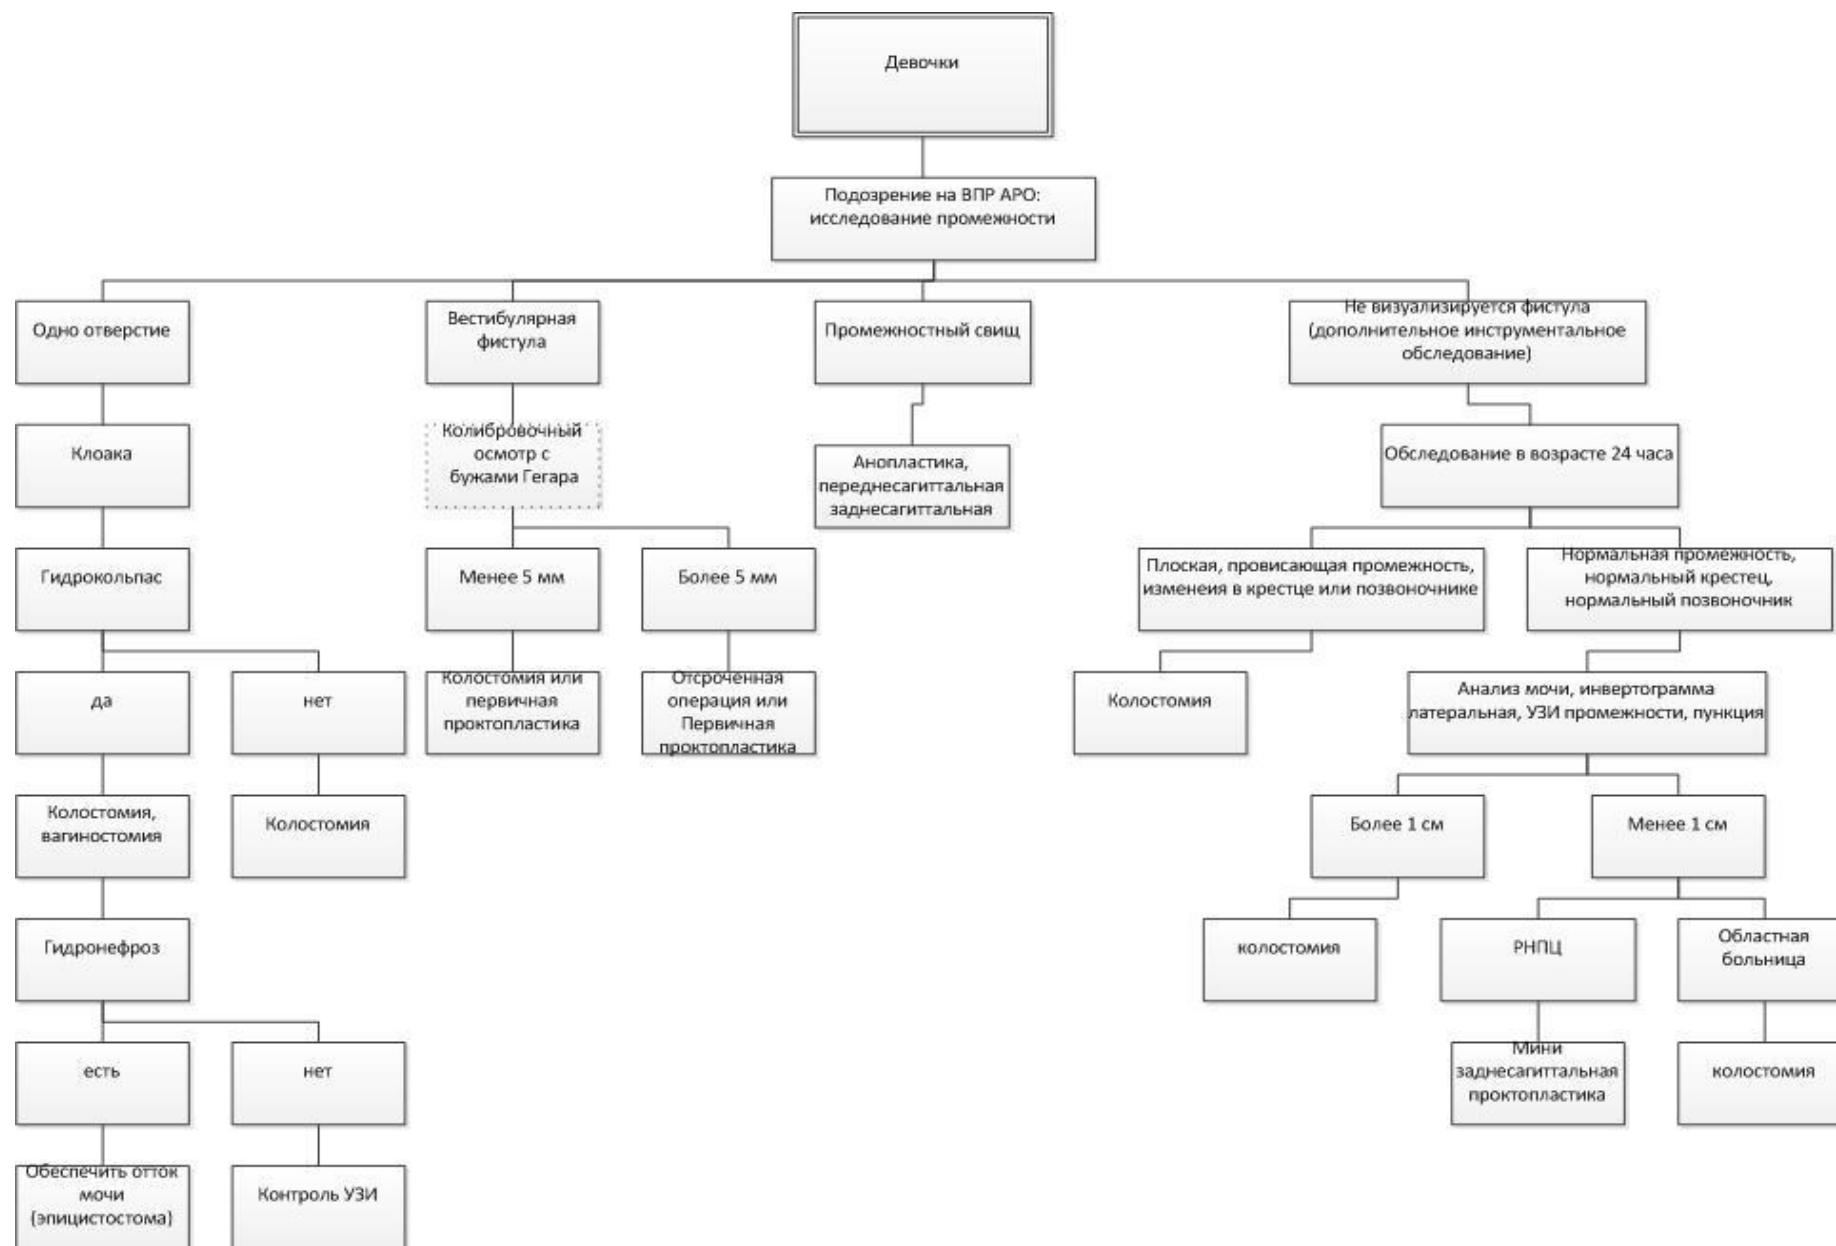 Девочки
Подозрение на ВПР АРО:
исследование промежности
Одно отверстие
Вестибулярная
фистула
Промежностный свищ
Не визуализируется фистула
(дополнительное инструментальное
обследование)
Клоака
Колибровочный
осмотр с
бужами Гегара
Анопластика,
переднесагиттальная
заднесагиттальная
Обследование в возрасте 24 часа
Гидрокольпас
Менее 5 мм
Более 5 мм
Плоская, провисающая промежность,
изменеия в крестце или позвоночнике
Нормальная промежность,
нормальный крестец,
нормальный позвоночник
да
нет
Колостомия или
первичная
проктопластика
Отсроченная
операция или
Первичная
проктопластика
Колостомия
Анализ мочи, инвертограмма
латеральная, УЗИ промежности, пункция
Колостомия,
вагиностомия
Колостомия
Более 1 см
Менее 1 см
Гидронефроз
колостомия
РНПЦ
Областная
больница
есть
нет
Мини
заднесагиттальная
проктопластика
колостомия
Обеспечить отток
мочи
(эпицистостома)
Контроль УЗИ